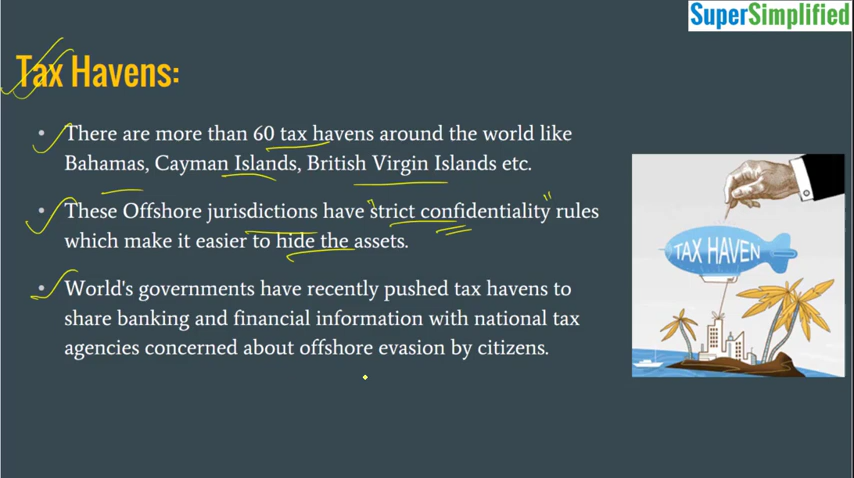 SuperSimplified
Tax Havens:
• There are more than 60 tax havens around the world like
Bahamas, Cayman Islands, British Virgin Islands etc.
• These Offshore jurisdictions have "strict confidentiality" rules
which make it easier to hide the assets.
• World's governments have recently pushed tax havens to
share banking and financial information with national tax
agencies concerned about offshore evasion by citizens.
TAX HAVEN